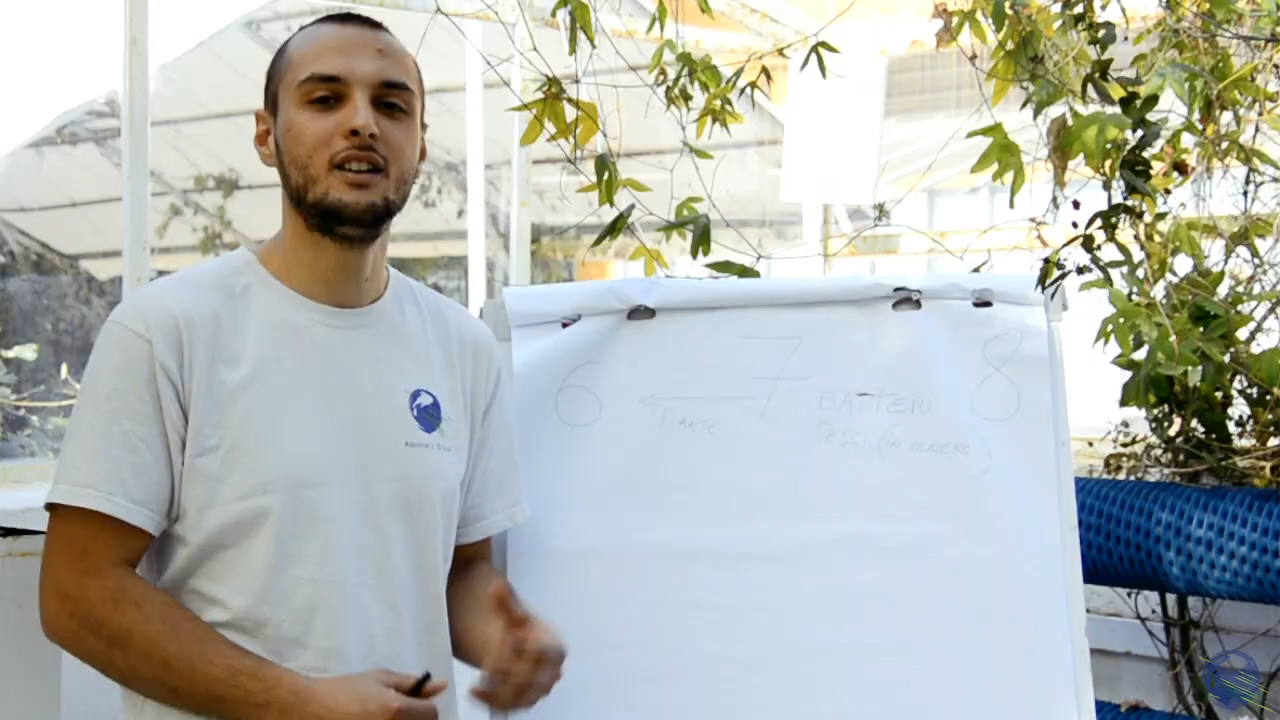 6 ← 7 8
PIANTE BATTERI
PESCI (IN GENERE)